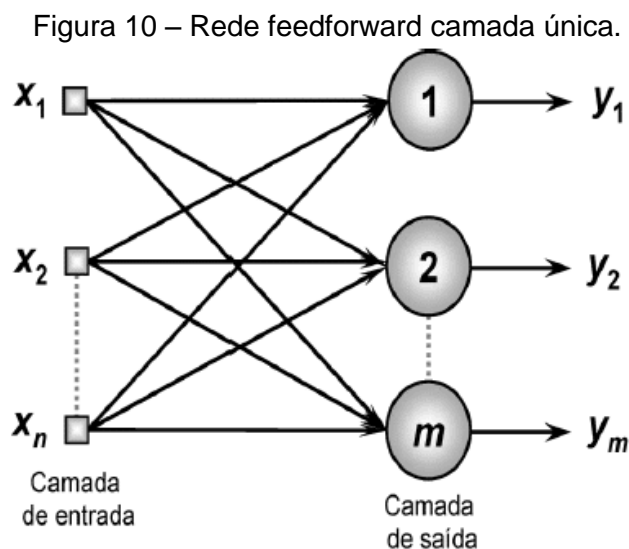 Figura 10 – Rede feedforward camada única.
x1
1
y1
x2
2
y2
xn
m
ym
Camada
de entrada
Camada
de saída